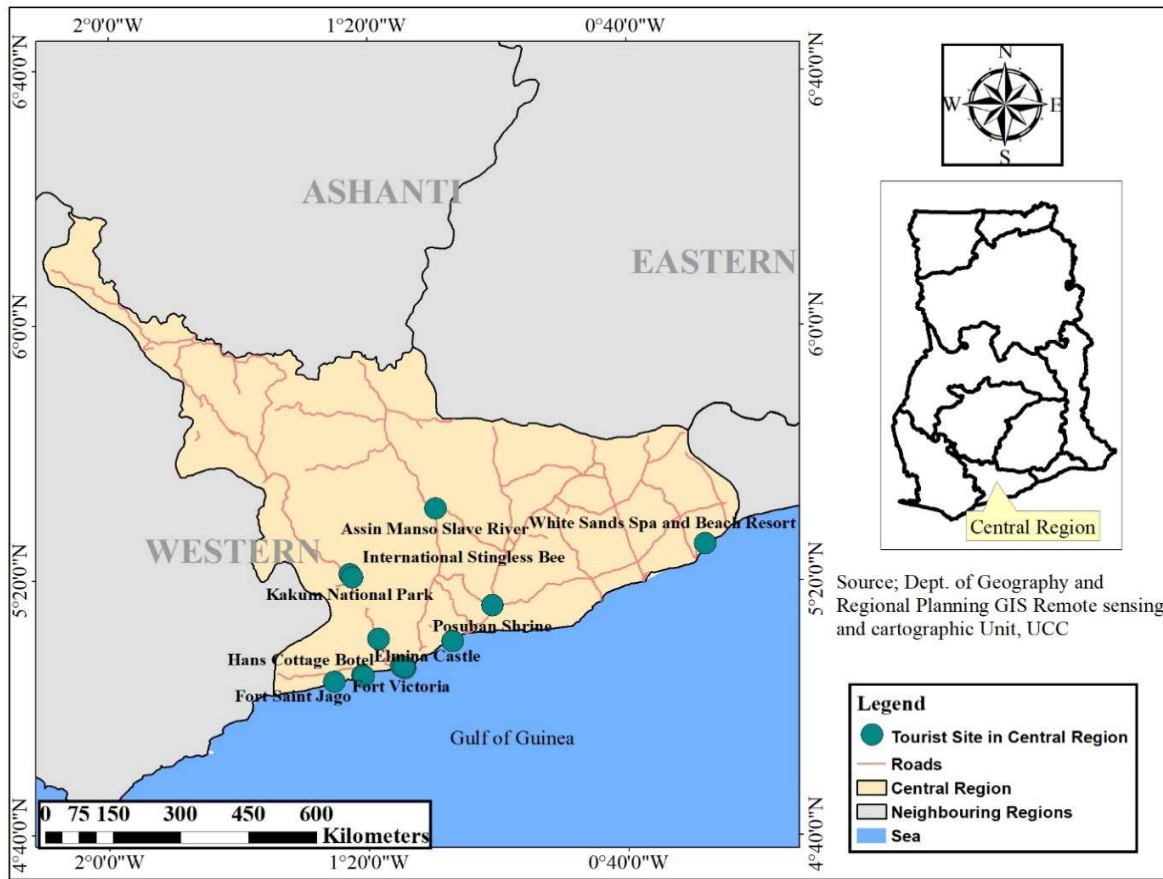 2°0'0"W 1°20'0"W 0°40'0"W
6°40'0"N 6°40'0"N
N
W E
S
ASHANTI
EASTERN
6°0'0"N 6°0'0"N
Central Region
Assin Manso Slave River
White Sands Spa and Beach Resort
WESTERN
International Stingless Bee
5°20'0"N 5°20'0"N
Kakum National Park
Source; Dept. of Geography and
Regional Planning GIS Remote sensing
and cartographic Unit, UCC
Posuban Shrine
Hans Cottage Botel
Elmina Castle
Fort Saint Jago
Fort Victoria
Gulf of Guinea
Legend
Tourist Site in Central Region
Roads
Central Region
Neighbouring Regions
Sea
0 75 150 300 450 600
Kilometers
4°40'0"N 4°40'0"N
2°0'0"W 1°20'0"W 0°40'0"W